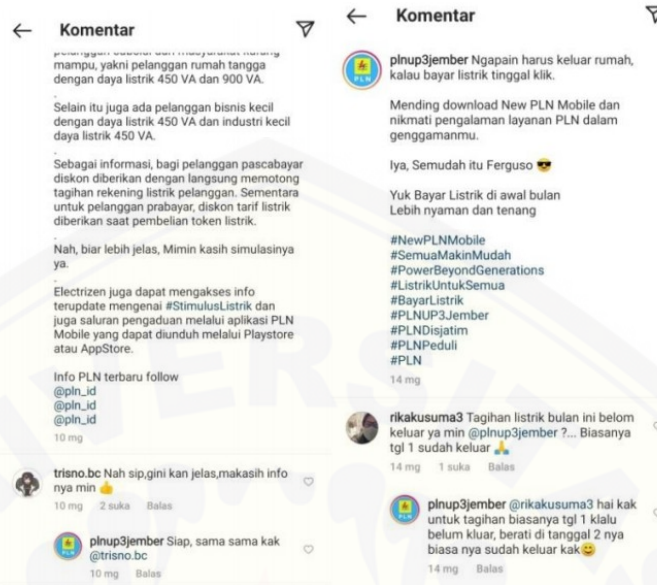 Komentar
pelanggan subsidi dan masyarakat kurang
mampu, yakni pelanggan rumah tangga
dengan daya listrik 450 VA dan 900 VA.
.
Selain itu juga ada pelanggan bisnis kecil
dengan daya listrik 450 VA dan industri kecil
daya listrik 450 VA.
.
Sebagai informasi, bagi pelanggan pascabayar
diskon diberikan dengan langsung memotong
tagihan rekening listrik pelanggan. Sementara
untuk pelanggan prabayar, diskon tarif listrik
diberikan saat pembelian token listrik.
.
Nah, biar lebih jelas, Mimin kasih simulasinya
ya.
.
Electrizen juga dapat mengakses info
terupdate mengenai #StimulusListrik dan
juga saluran pengaduan melalui aplikasi PLN
Mobile yang dapat diunduh melalui Playstore
atau AppStore.
Info PLN terbaru follow
@pln_id
@pln_id
@pln_id
10 mg
trisno.bc Nah sip,gini kan jelas,makasih info
nya min 👍
10 mg 2 suka Balas
plnup3jember Siap, sama sama kak
@trisno.bc
10 mg Balas
Komentar
plnup3jember Ngapain harus keluar rumah,
kalau bayar listrik tinggal klik.
Mending download New PLN Mobile dan
nikmati pengalaman layanan PLN dalam
genggamanmu.
Iya, Semudah itu Ferguso 😎
Yuk Bayar Listrik di awal bulan
Lebih nyaman dan tenang
#NewPLNMobile
#SemuaMakinMudah
#PowerBeyondGenerations
#ListrikUntukSemua
#BayarListrik
#PLNUP3Jember
#PLNDisjatim
#PLNPeduli
#PLN
14 mg
rikakusuma3 Tagihan listrik bulan ini belom
keluar ya min @plnup3jember ?... Biasanya
tgl 1 sudah keluar 🙏
14 mg 1 suka Balas
plnup3jember @rikakusuma3 hai kak
untuk tagihan biasanya tgl 1 klalu
belum kluar, berati di tanggal 2 nya
biasa nya sudah keluar kak😊
14 mg Balas